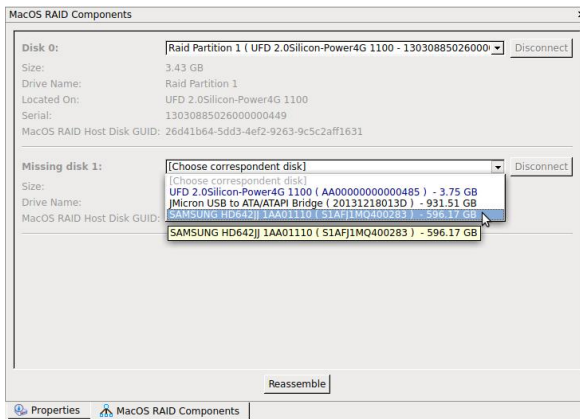 MacOS RAID Components
Disk 0: Raid Partition 1 ( UFD 2.0Silicon-Power4G 1100 - 13030885026000 Disconnect
Size: 3.43 GB
Drive Name: Raid Partition 1
Located On: UFD 2.0Silicon-Power4G 1100
Serial: 13030885026000000449
MacOS RAID Host Disk GUID: 26d41b64-5dd3-4ef2-9263-9c5c2aff1631
Missing disk 1: [Choose correspondent disk] Disconnect
[Choose correspondent disk]
Size: UFD 2.0Silicon-Power4G 1100 ( AA00000000000485 ) - 3.75 GB
Drive Name: JMicron USB to ATA/ATAPI Bridge ( 20131218013D ) - 931.51 GB
MacOS RAID Host Disk GUID: SAMSUNG HD642JJ 1AA01110 ( S1AFJ1MQ400283 ) - 596.17 GB
SAMSUNG HD642JJ 1AA01110 ( S1AFJ1MQ400283 ) - 596.17 GB
Reassemble
Properties MacOS RAID Components